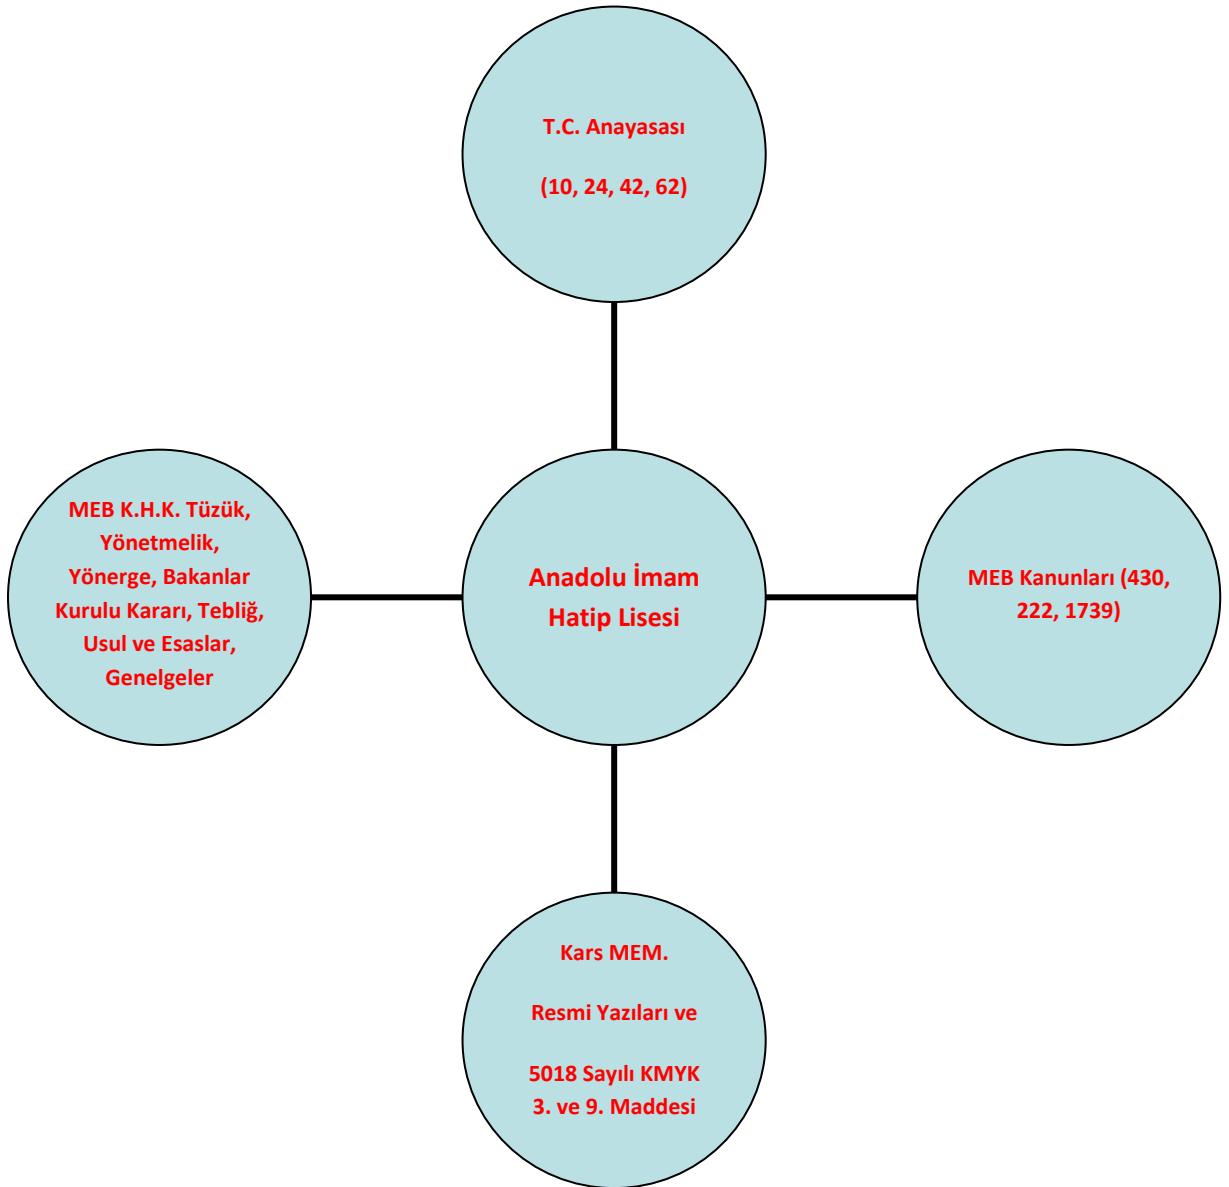 T.C. Anayasası
(10, 24, 42, 62)
MEB K.H.K. Tüzük,
Yönetmelik,
Yönerge, Bakanlar
Kurulu Kararı, Tebliğ,
Usul ve Esaslar,
Genelgeler
Anadolu İmam
Hatip Lisesi
MEB Kanunları (430,
222, 1739)
Kars MEM.
Resmi Yazıları ve
5018 Sayılı KMYK
3. ve 9. Maddesi